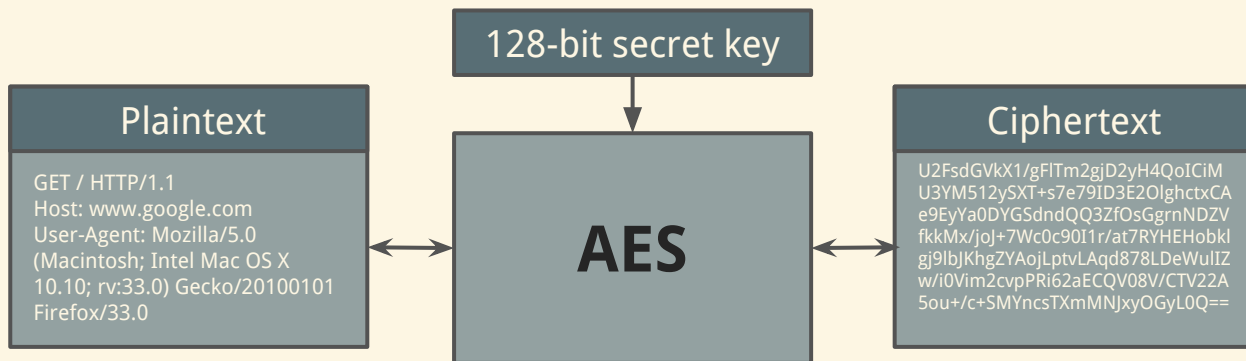 128-bit secret key
Plaintext
GET / HTTP/1.1
Host: www.google.com
User-Agent: Mozilla/5.0
(Macintosh; Intel Mac OS X
10.10; rv:33.0) Gecko/20100101
Firefox/33.0
AES
Ciphertext
U2FsdGVkX1/gFlTm2gjD2yH4QoICiM
U3YM512ySXT+s7e79ID3E2OlghctxCA
e9EyYa0DYGSdndQQ3ZfOsGgrnNDZV
fkkMx/joJ+7Wc0c90I1r/at7RYHEHobkl
gj9lbJKhgZYAojLptvLAqd878LDeWulIZ
w/i0Vim2cvpPRi62aECQV08V/CTV22A
5ou+/c+SMYncsTXmMNJxyOGyL0Q==